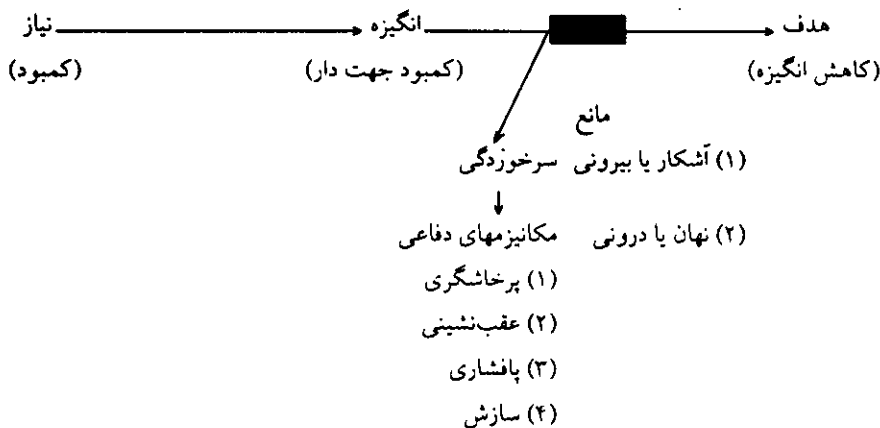 نیاز انگیزه هدف
(کمبود) (کمبود جهت دار) (کاهش انگیزه)
مانع
(۱) آشکار یا بیرونی سرخوزدگی
(۲) نهان یا درونی مکانیزمهای دفاعی
(۱) پرخاشگری
(۲) عقب‌نشینی
(۳) پافشاری
(۴) سازش